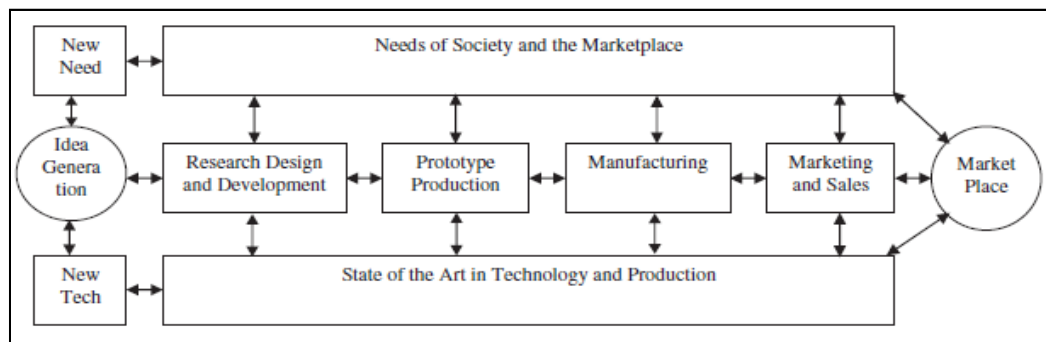 New
Need
Needs of Society and the Marketplace
Idea
Genera
tion
Research Design
and Development
Prototype
Production
Manufacturing
Marketing
and Sales
Market
Place
New
Tech
State of the Art in Technology and Production